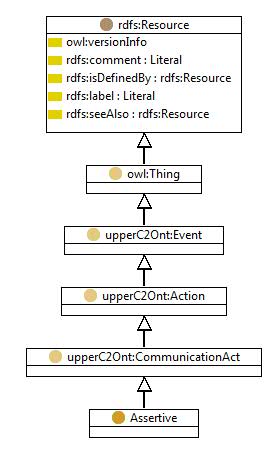 rdfs:Resource
owl:versionInfo
rdfs:comment : Literal
rdfs:isDefinedBy : rdfs:Resource
rdfs:label : Literal
rdfs:seeAlso : rdfs:Resource
owl:Thing
upperC2Ont:Event
upperC2Ont:Action
upperC2Ont:CommunicationAct
Assertive